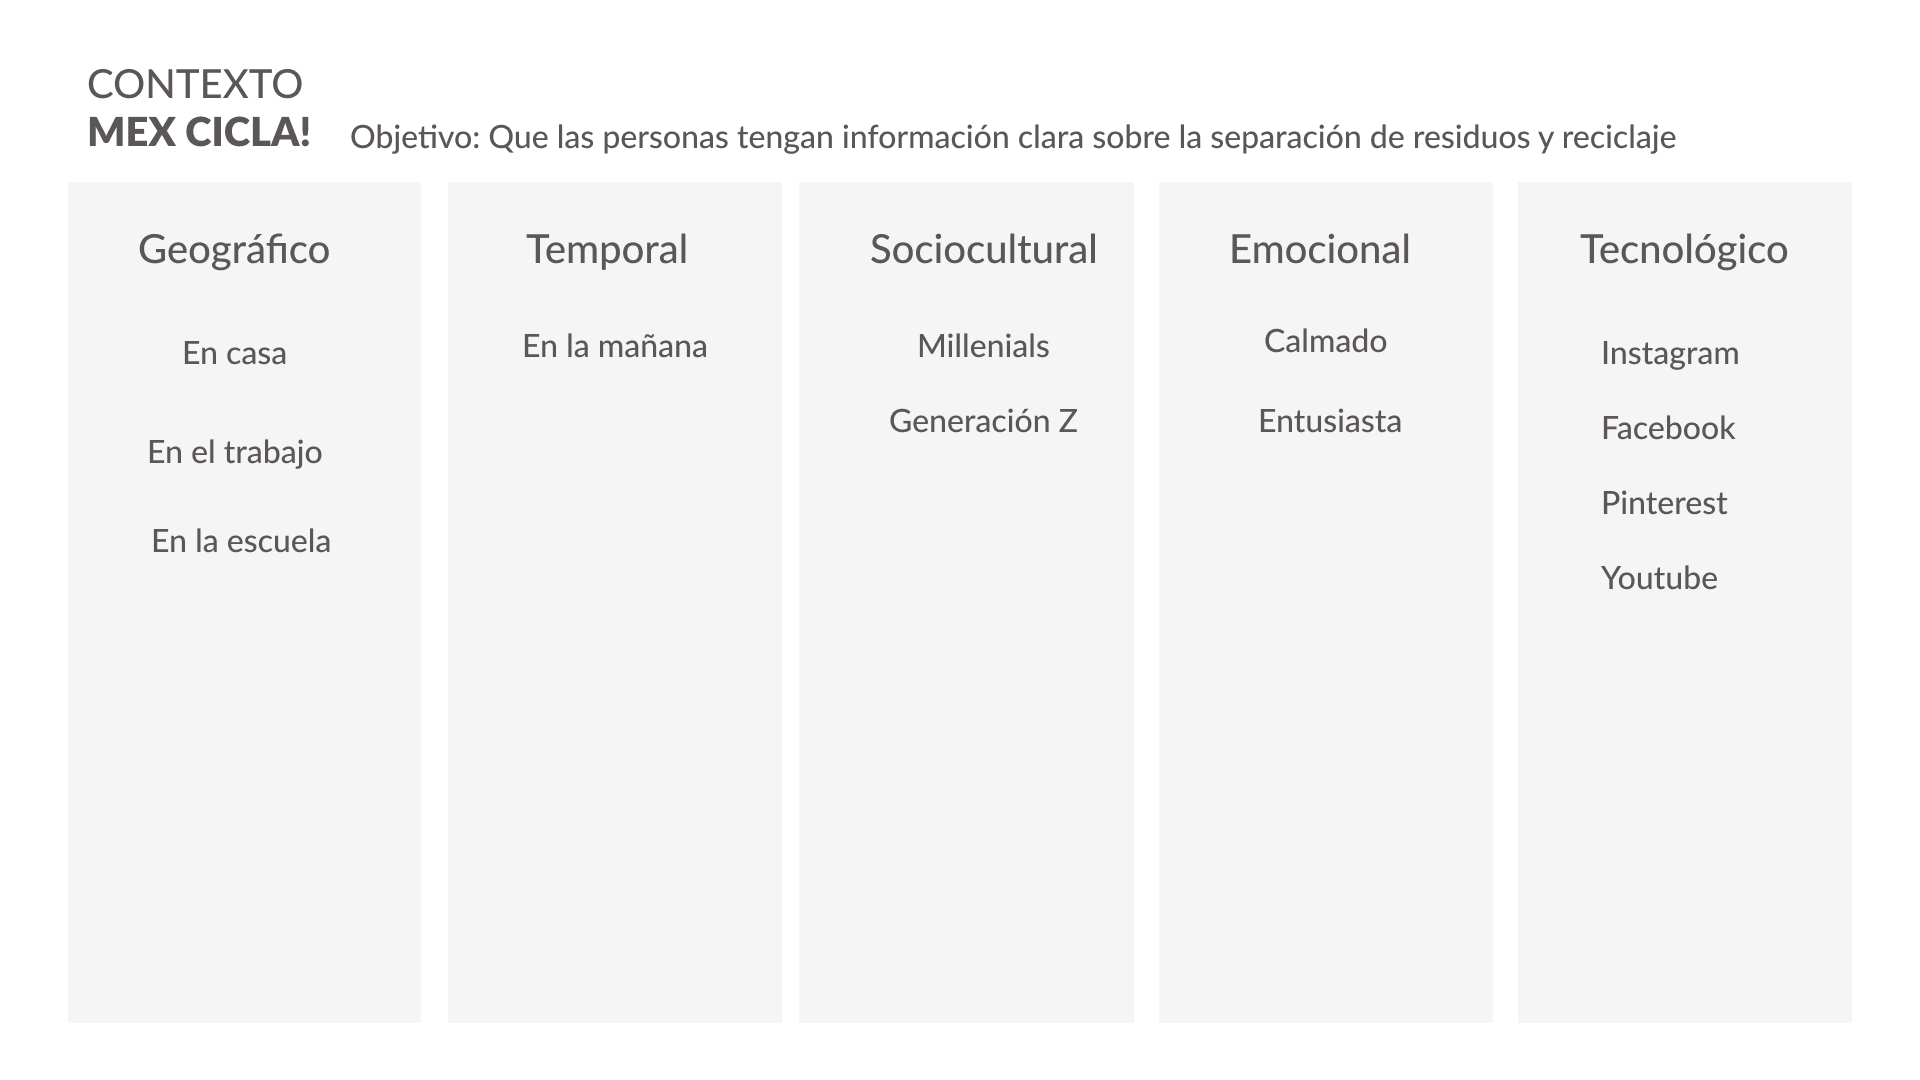 CONTEXTO
MEX CICLA!
Objetivo: Que las personas tengan información clara sobre la separación de residuos y reciclaje
Geográfico
En casa
En el trabajo
En la escuela
Temporal
En la mañana
Sociocultural
Millenials
Generación Z
Emocional
Calmado
Entusiasta
Tecnológico
Instagram
Facebook
Pinterest
Youtube